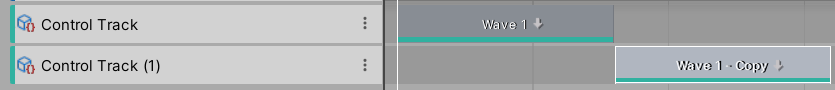 Control Track
Wave 1
Control Track (1)
Wave 1 - Copy